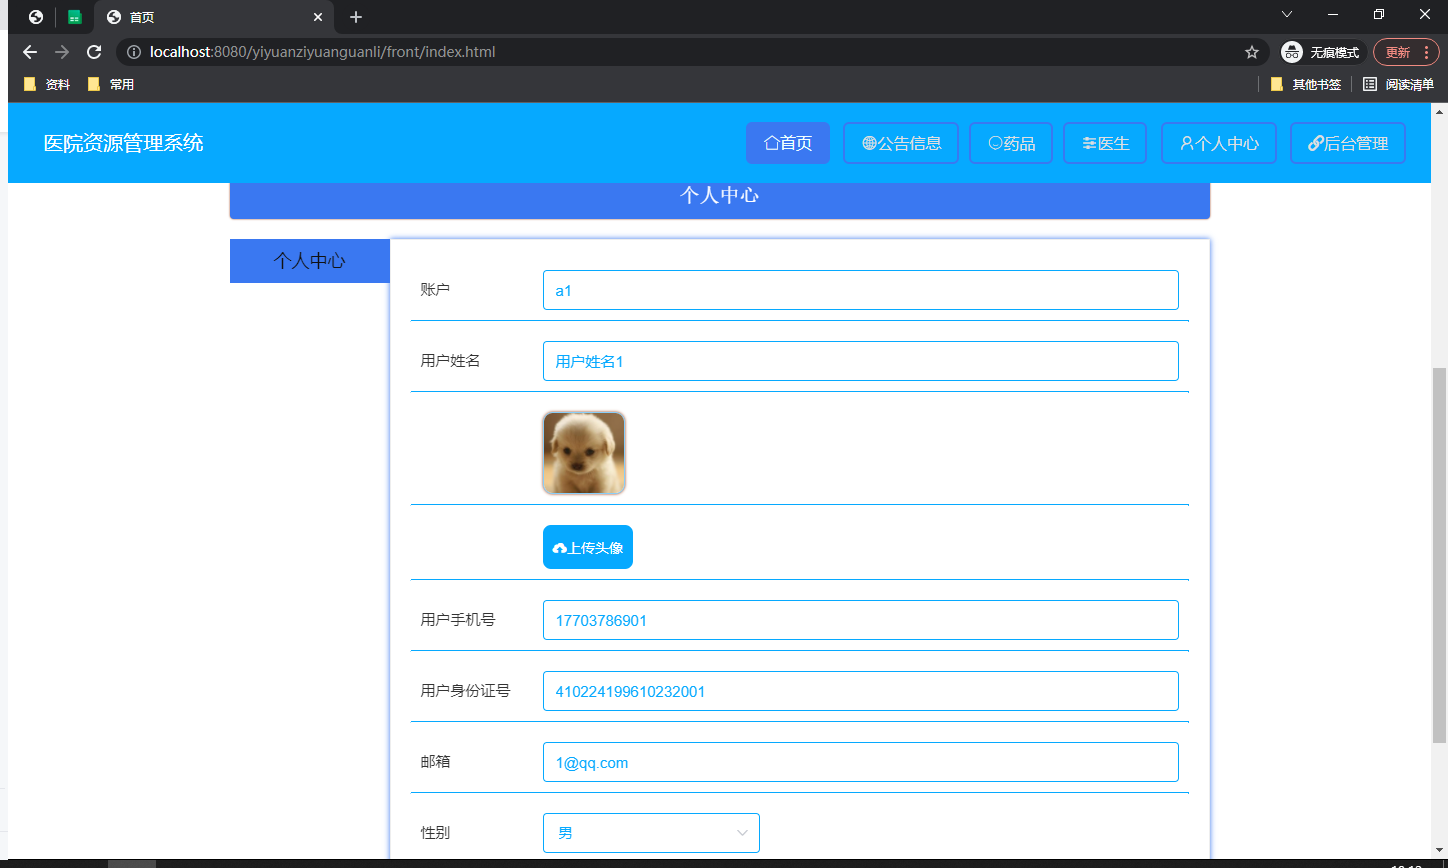 首页
localhost:8080/yiyuanziyuanguanli/front/index.html
无痕模式
更新
资料
常用
其他书签
阅读清单
医院资源管理系统
首页
公告信息
药品
医生
个人中心
后台管理
个人中心
个人中心
账户
a1
用户姓名
用户姓名1
上传头像
用户手机号
17703786901
用户身份证号
410224199610232001
邮箱
1@qq.com
性别
男